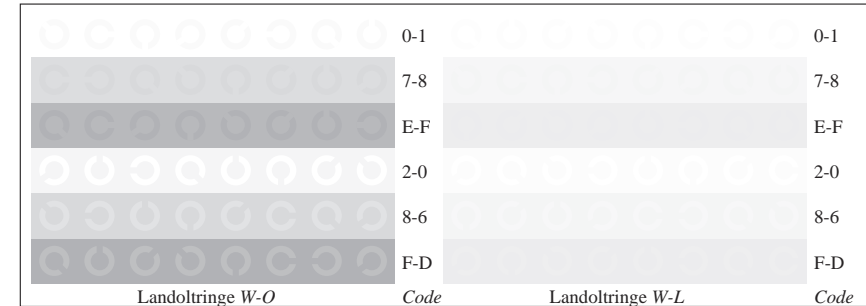 0-1 0-1
7-8 7-8
E-F E-F
2-0 2-0
8-6 8-6
F-D F-D
Landoltringe W-O Code Landoltringe W-L Code